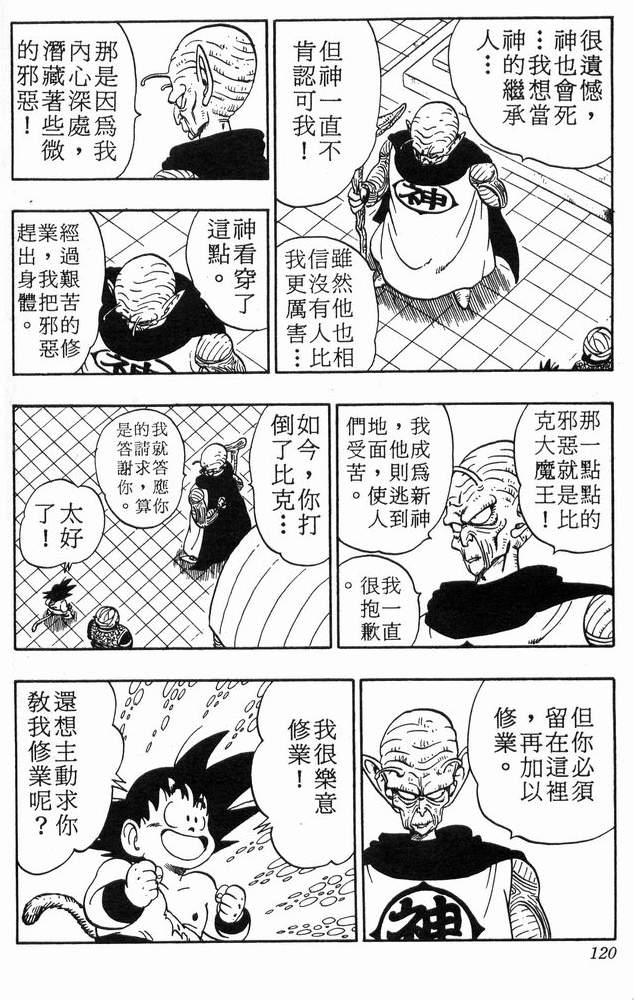 很遺憾，
神也會死
…我想當
神的繼承
人…
但神一直不
肯認可我！
雖然他也相
信沒有人比
我更厲害…
神
那是因為我
內心深處，
潛藏著些微
的邪惡！
神看穿了
這點。
經過艱苦的修
業，我把邪惡
趕出身體。
那一點點的
邪惡就是比
克大魔王！
我成為新神
，他則逃到
地面，使人
們受苦。
我一直
很抱歉
。
如今，你打
倒了比克…
我就答應你
的請求，算
是答謝你。
太好
了！
但你必須
留在這裡
，再加以
修業。
神
我很樂意
修業！
還想主動求你
教我修業呢？
120